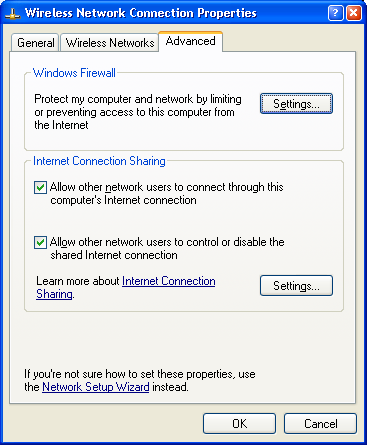 Wireless Network Connection Properties
General
Wireless Networks
Advanced
Windows Firewall
Protect my computer and network by limiting
or preventing access to this computer from
the Internet
Settings...
Internet Connection Sharing
Allow other network users to connect through this
computer's Internet connection
Allow other network users to control or disable the
shared Internet connection
Learn more about Internet Connection
Sharing.
Settings...
If you're not sure how to set these properties, use
the Network Setup Wizard instead.
OK
Cancel